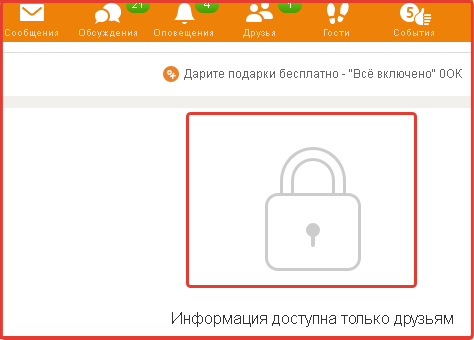 21 4 1 5
Сообщения Обсуждения Оповещения Друзья Гости События
Дарите подарки бесплатно - "Всё включено" 0ОК
Информация доступна только друзьям